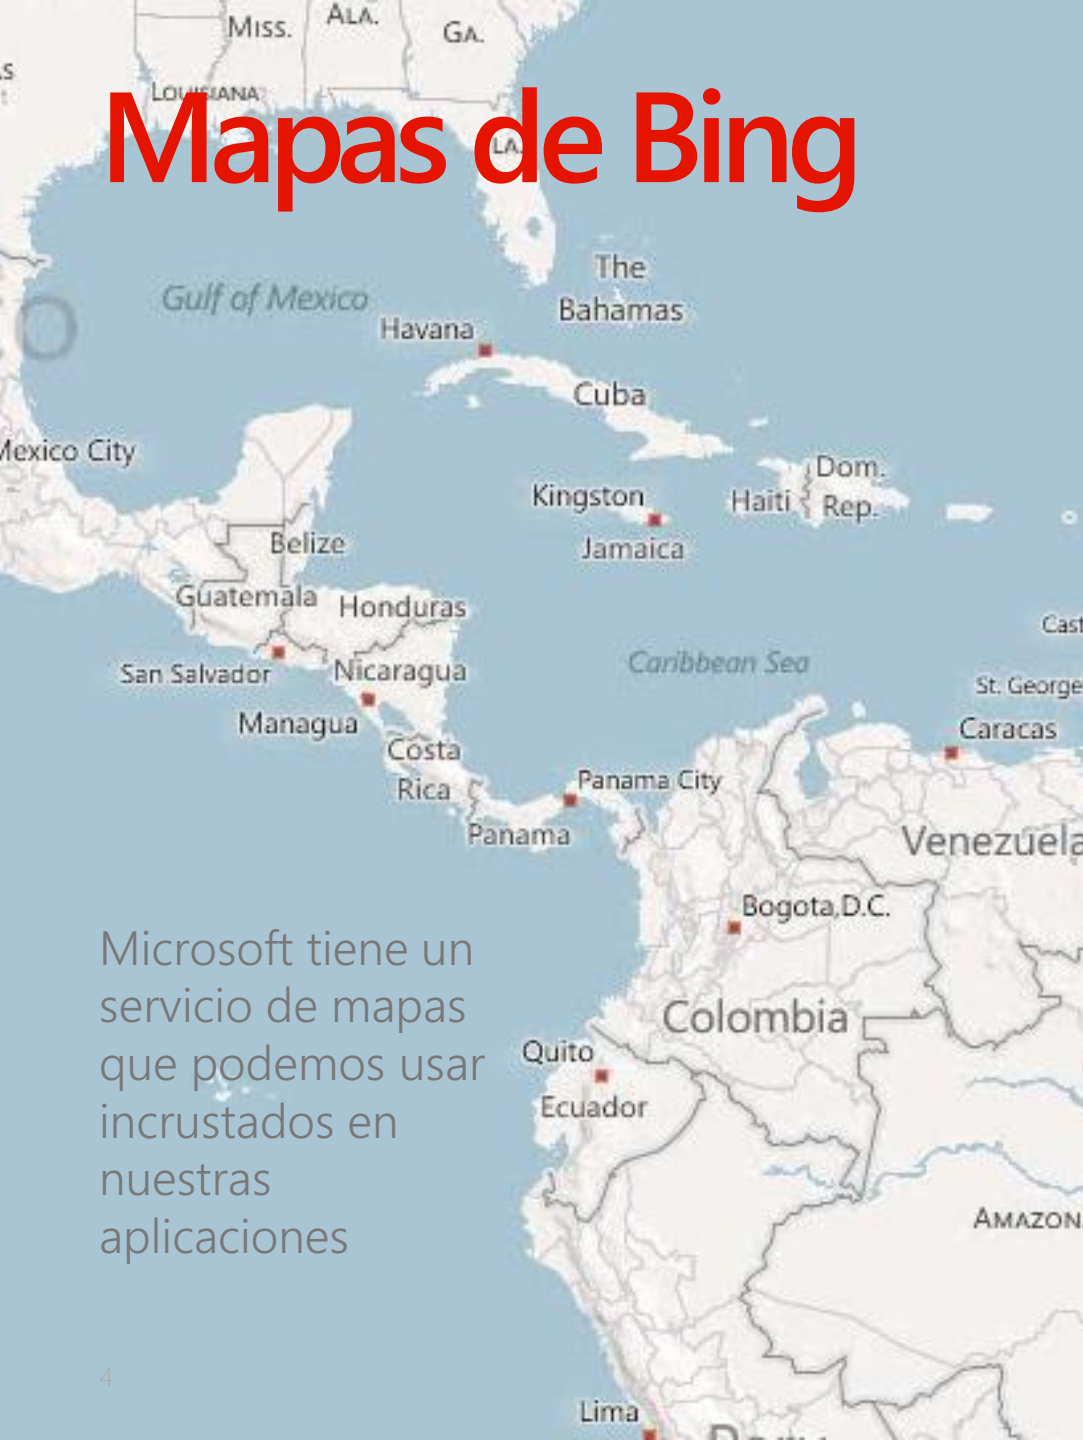 MISS.
ALA.
GA.
LOUISIANA
Mapas de Bing
LA.
The
Bahamas
Gulf of Mexico
Havana
Cuba
Mexico City
Dom.
Rep.
Haiti
Kingston
Jamaica
Belize
Guatemala
Honduras
San Salvador
Nicaragua
Managua
Caribbean Sea
Cast
St. George
Caracas
Costa
Rica
Panama City
Panama
Venezuela
Bogota,D.C.
Microsoft tiene un
servicio de mapas
que podemos usar
incrustados en
nuestras
aplicaciones
Colombia
Quito
Ecuador
AMAZON
4
Lima